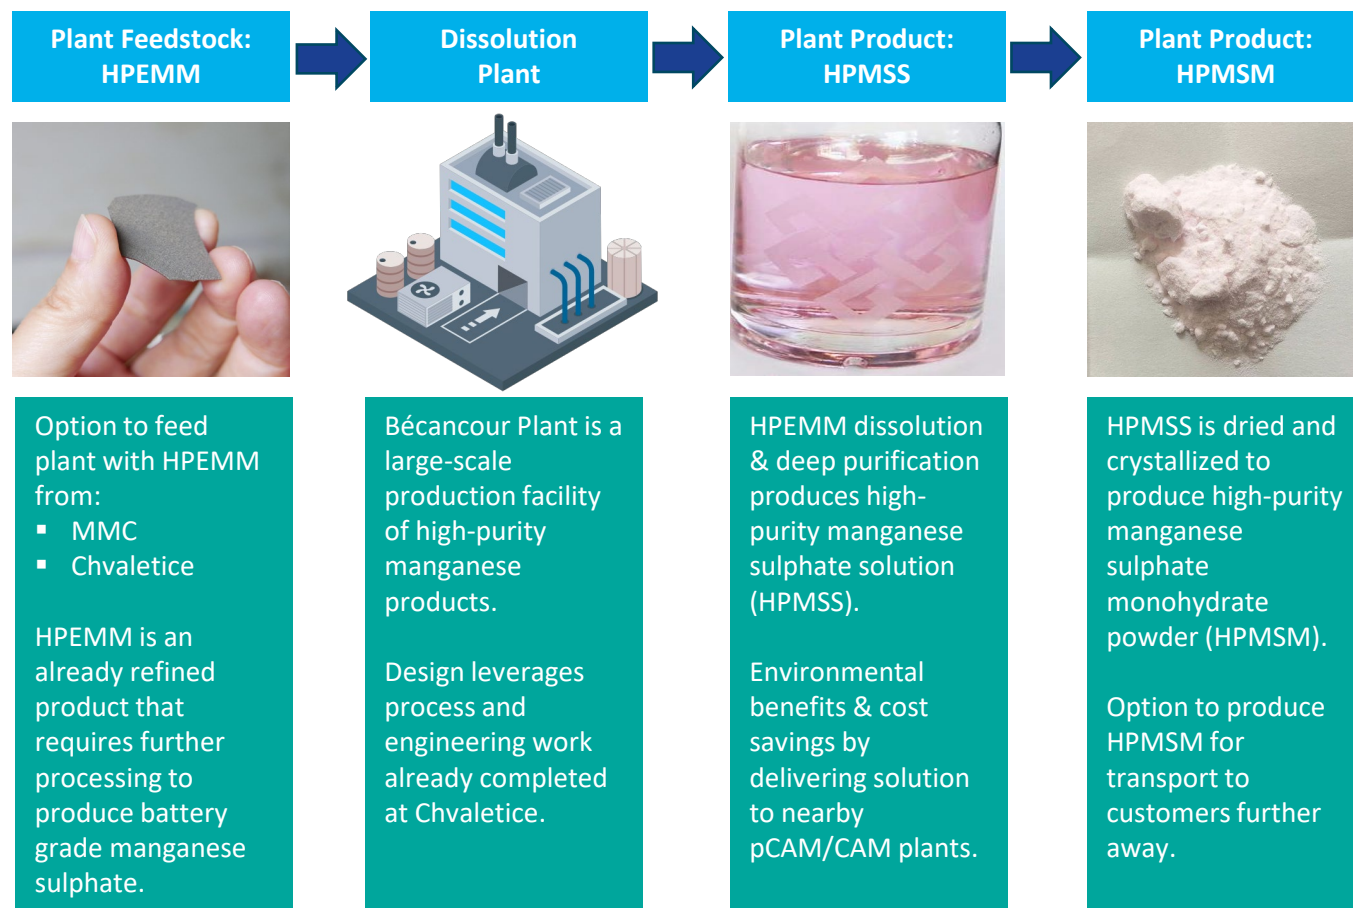 Plant Feedstock:
HPEMM
Dissolution
Plant
Plant Product:
HPMSS
Plant Product:
HPMSM
Option to feed
plant with HPEMM
from:
▪ MMC
▪ Chvaletice
HPEMM is an
already refined
product that
requires further
processing to
produce battery
grade manganese
sulphate.
Bécancour Plant is a
large-scale
production facility
of high-purity
manganese
products.
Design leverages
process and
engineering work
already completed
at Chvaletice.
HPEMM dissolution
& deep purification
produces high-
purity manganese
sulphate solution
(HPMSS).
Environmental
benefits & cost
savings by
delivering solution
to nearby
pCAM/CAM plants.
HPMSS is dried and
crystallized to
produce high-purity
manganese
sulphate
monohydrate
powder (HPMSM).
Option to produce
HPMSM for
transport to
customers further
away.